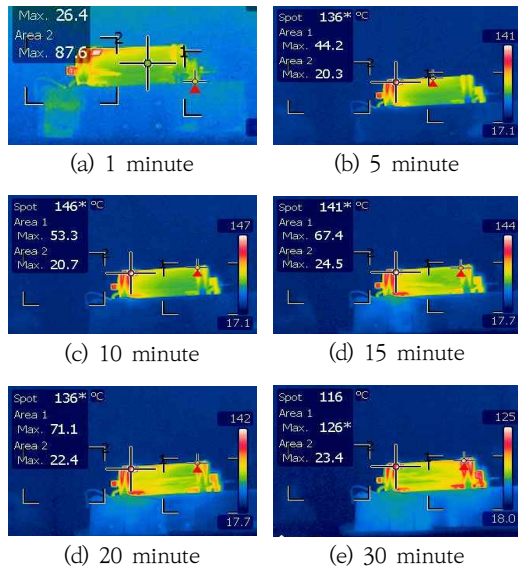 Max. 26.4
Area 2
Max. 87.6
2
1
(a) 1 minute
Spot 136* °C
Area 1
Max. 44.2
Area 2
Max. 20.3
141
17.1
(b) 5 minute
Spot 146* °C
Area 1
Max. 53.3
Area 2
Max. 20.7
147
17.1
(c) 10 minute
Spot 141* °C
Area 1
Max. 67.4
Area 2
Max. 24.5
144
17.7
(d) 15 minute
Spot 136* °C
Area 1
Max. 71.1
Area 2
Max. 22.4
142
17.7
(d) 20 minute
Spot 116 °C
Area 1
Max. 126*
Area 2
Max. 23.4
125
18.0
(e) 30 minute